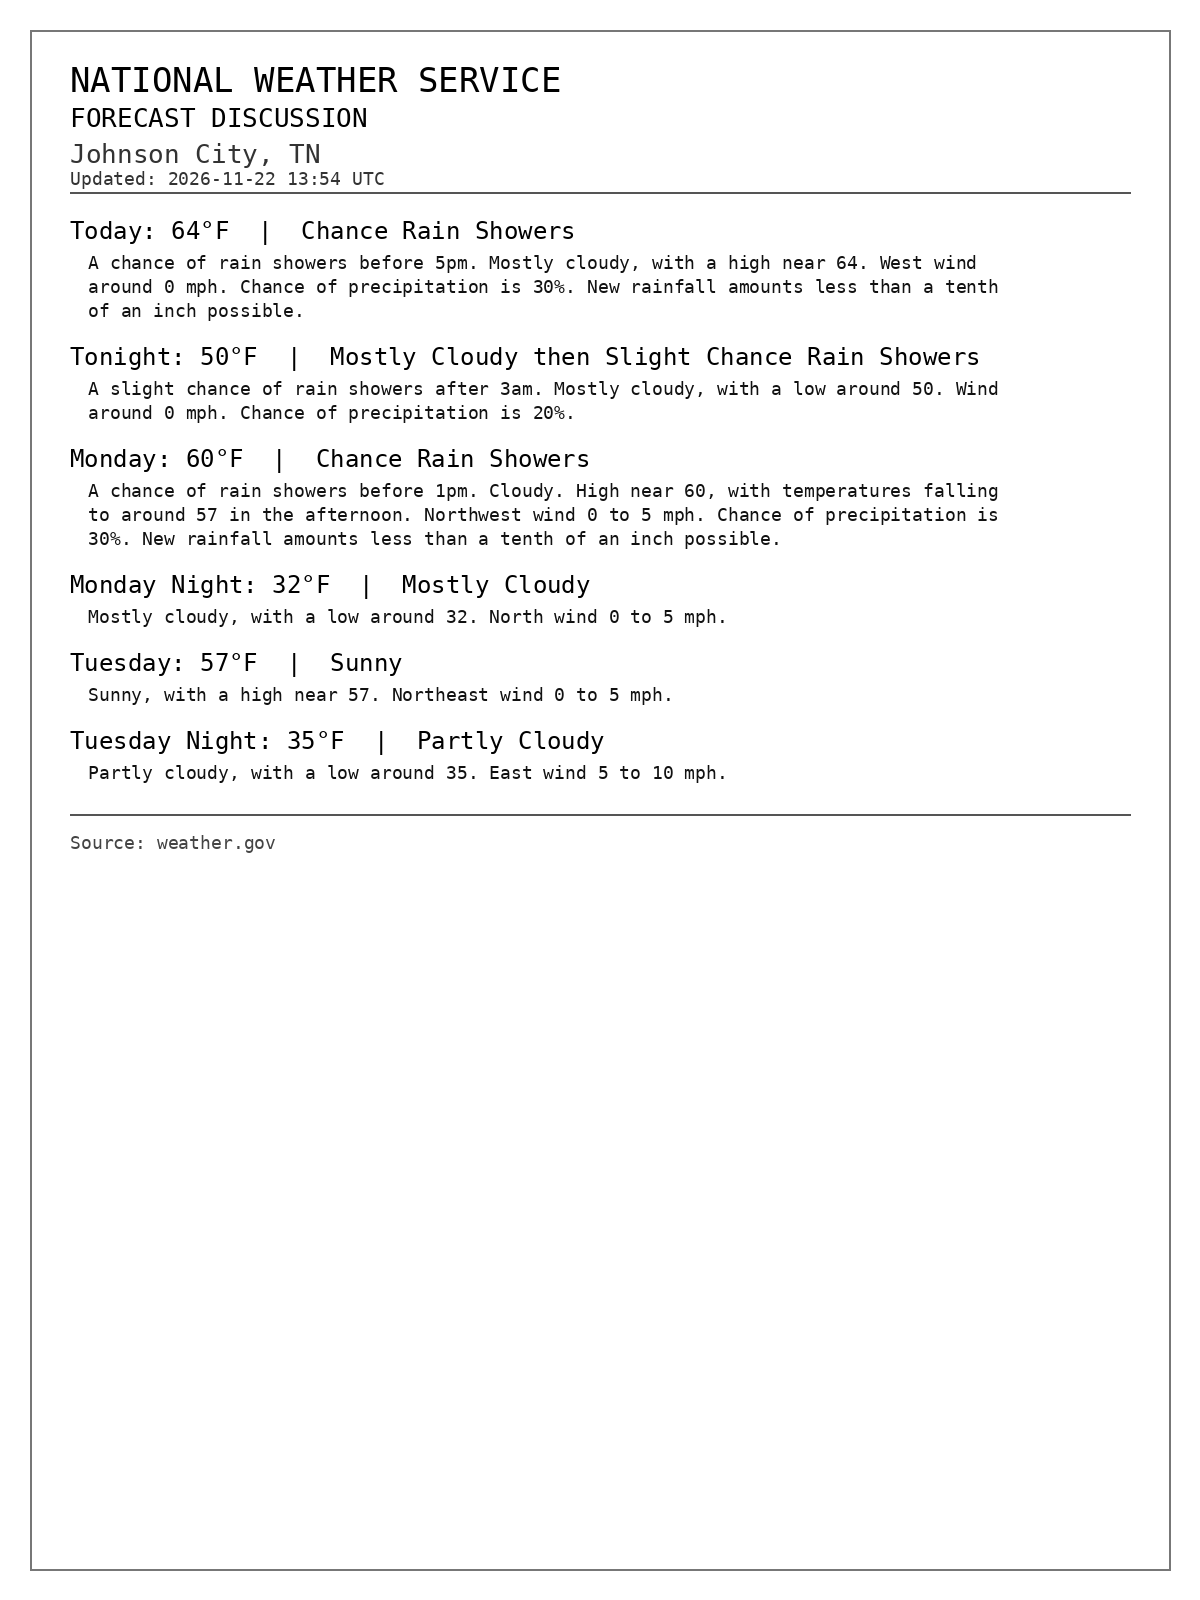 NATIONAL WEATHER SERVICE
FORECAST DISCUSSION
Johnson City, TN
Updated: 2026-11-22 13:54 UTC
Today: 64°F | Chance Rain Showers
A chance of rain showers before 5pm. Mostly cloudy, with a high near 64. West wind
around 0 mph. Chance of precipitation is 30%. New rainfall amounts less than a tenth
of an inch possible.
Tonight: 50°F | Mostly Cloudy then Slight Chance Rain Showers
A slight chance of rain showers after 3am. Mostly cloudy, with a low around 50. Wind
around 0 mph. Chance of precipitation is 20%.
Monday: 60°F | Chance Rain Showers
A chance of rain showers before 1pm. Cloudy. High near 60, with temperatures falling
to around 57 in the afternoon. Northwest wind 0 to 5 mph. Chance of precipitation is
30%. New rainfall amounts less than a tenth of an inch possible.
Monday Night: 32°F | Mostly Cloudy
Mostly cloudy, with a low around 32. North wind 0 to 5 mph.
Tuesday: 57°F | Sunny
Sunny, with a high near 57. Northeast wind 0 to 5 mph.
Tuesday Night: 35°F | Partly Cloudy
Partly cloudy, with a low around 35. East wind 5 to 10 mph.
Source: weather.gov